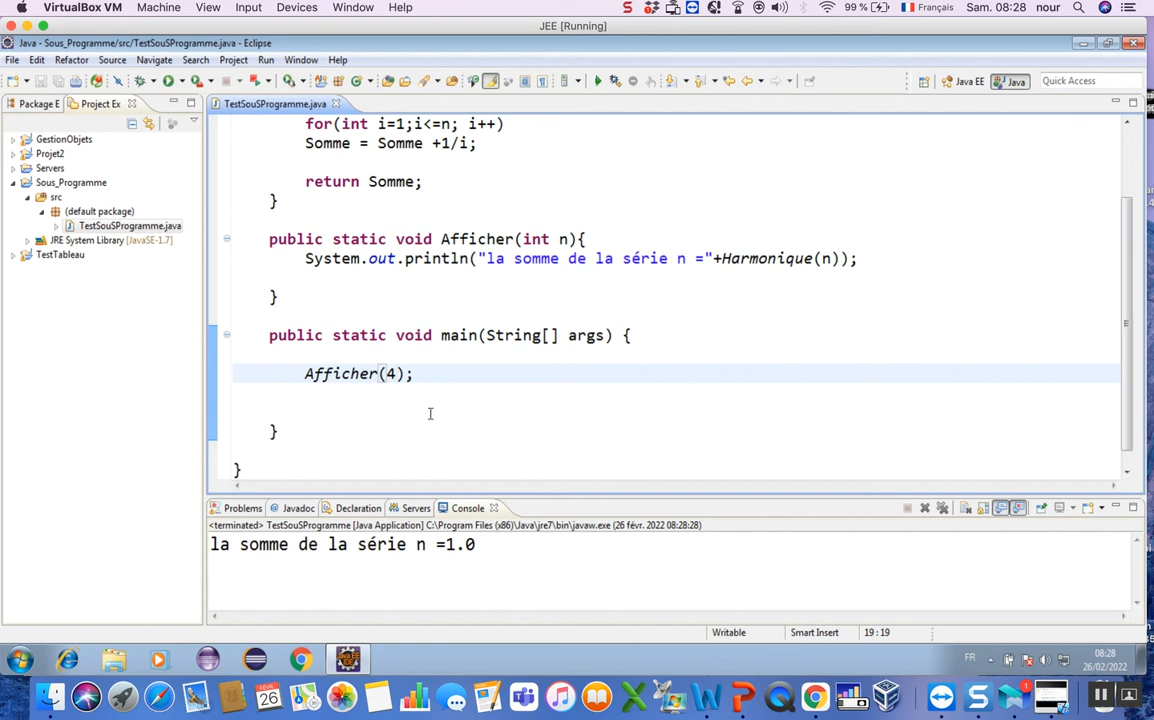 VirtualBox VM Machine View Input Devices Window Help 99 % Français Sam. 08:28 nour
JEE [Running]
Java - Sous_Programme/src/TestSouSProgramme.java - Eclipse
File Edit Refactor Source Navigate Search Project Run Window Help
Java EE Java Quick Access
Package E Project Ex
TestSouSProgramme.java
GestionObjets
Projet2
Servers
Sous_Programme
src
(default package)
TestSouSProgramme.java
JRE System Library [JavaSE-1.7]
TestTableau
for(int i=1;i<=n; i++)
Somme = Somme +1/i;
return Somme;
}
public static void Afficher(int n){
System.out.println("la somme de la série n ="+Harmonique(n));
}
public static void main(String[] args) {
Afficher(4);
}
}
Problems Javadoc Declaration Servers Console
<terminated> TestSouSProgramme [Java Application] C:\Program Files (x86)\Java\jre7\bin\javaw.exe (26 févr. 2022 08:28:28)
la somme de la série n =1.0
Writable Smart Insert 19 : 19
FR 08:28
26/02/2022